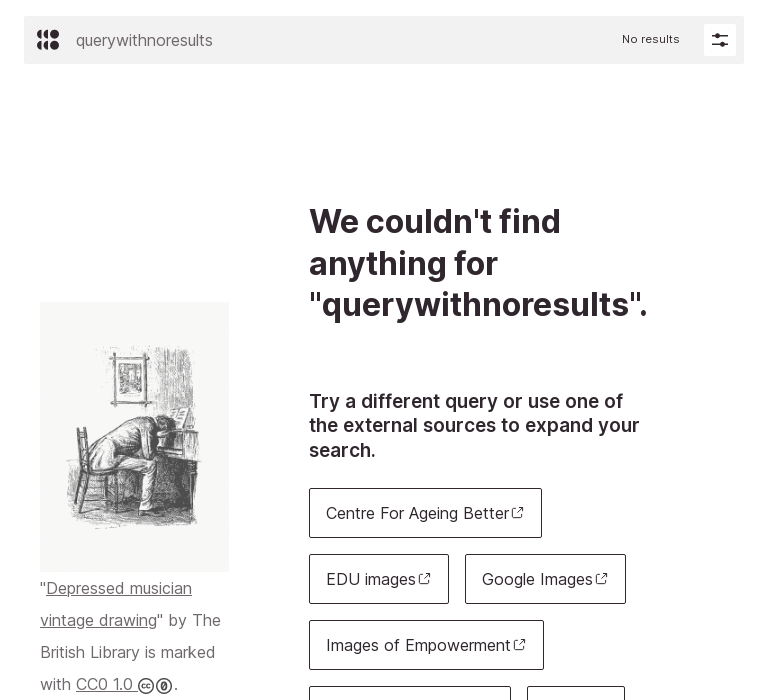 querywithnoresults
No results
We couldn't find
anything for
"querywithnoresults".
Try a different query or use one of
the external sources to expand your
search.
Centre For Ageing Better
EDU images
Google Images
Images of Empowerment
"Depressed musician
vintage drawing" by The
British Library is marked
with CC0 1.0 .